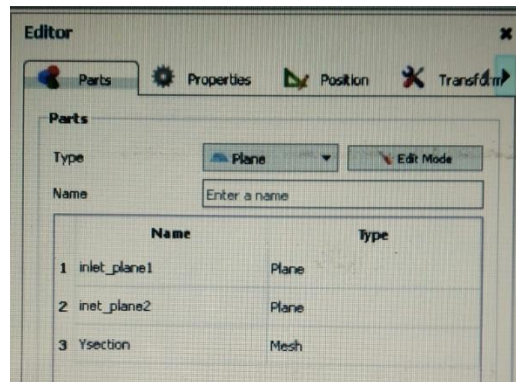 Editor
Parts Properties Position Transform
Parts
Type Plane Edit Mode
Name Enter a name
Name Type
1 inlet_plane1 Plane
2 inet_plane2 Plane
3 Ysection Mesh